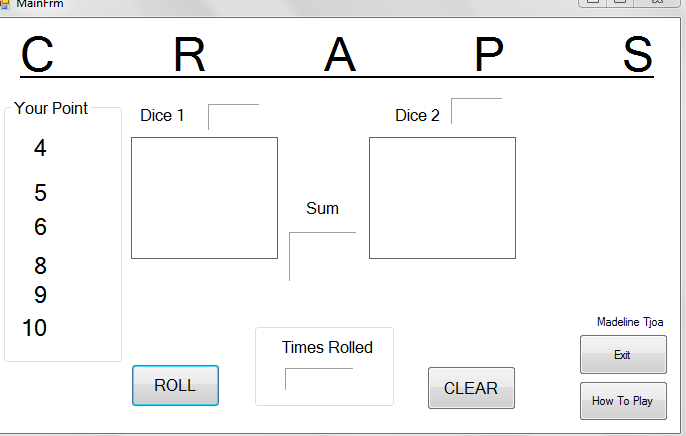 MainFrm
C R A P S
Your Point
Dice 1
Dice 2
4
5
6
8
9
10
Sum
Times Rolled
ROLL
CLEAR
Madeline Tjoa
Exit
How To Play